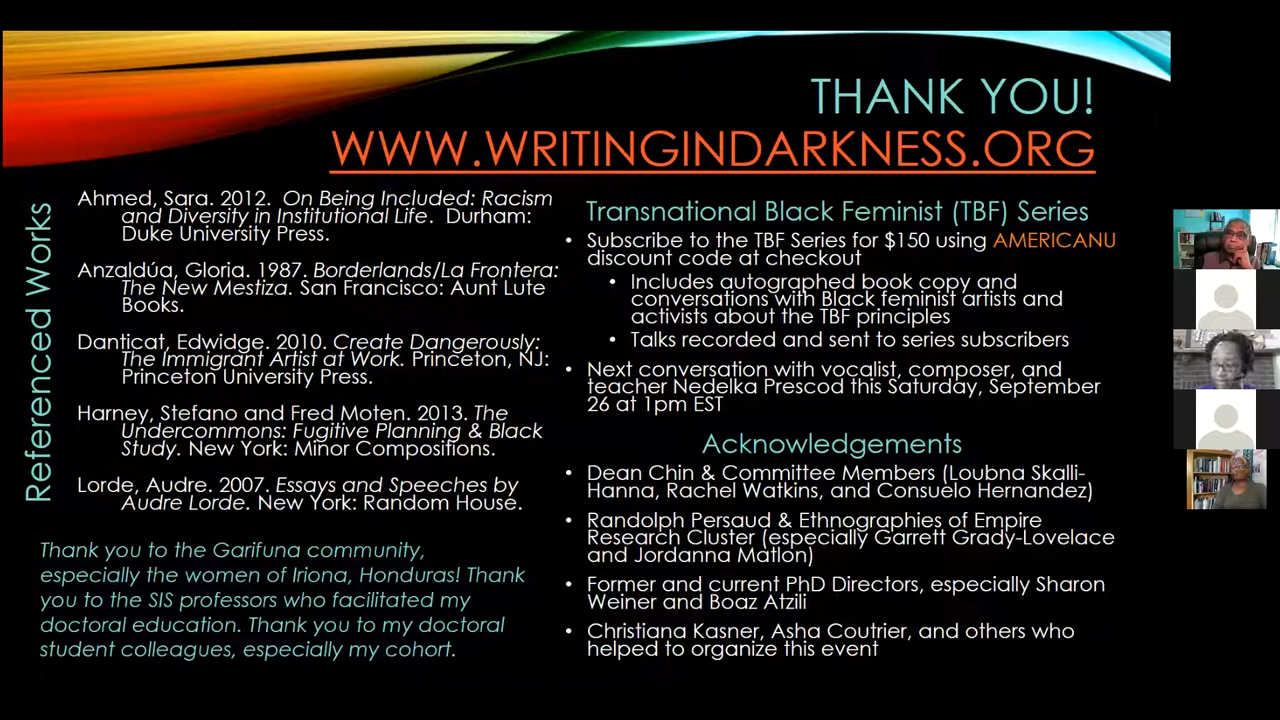 THANK YOU!
WWW.WRITINGINDARKNESS.ORG
Referenced Works
Ahmed, Sara. 2012. On Being Included: Racism
and Diversity in Institutional Life. Durham:
Duke University Press.
Anzaldúa, Gloria. 1987. Borderlands/La Frontera:
The New Mestiza. San Francisco: Aunt Lute
Books.
Danticat, Edwidge. 2010. Create Dangerously:
The Immigrant Artist at Work. Princeton, NJ:
Princeton University Press.
Harney, Stefano and Fred Moten. 2013. The
Undercommons: Fugitive Planning & Black
Study. New York: Minor Compositions.
Lorde, Audre. 2007. Essays and Speeches by
Audre Lorde. New York: Random House.
Thank you to the Garifuna community,
especially the women of Iriona, Honduras! Thank
you to the SIS professors who facilitated my
doctoral education. Thank you to my doctoral
student colleagues, especially my cohort.
Transnational Black Feminist (TBF) Series
• Subscribe to the TBF Series for $150 using AMERICANU
discount code at checkout
• Includes autographed book copy and
conversations with Black feminist artists and
activists about the TBF principles
• Talks recorded and sent to series subscribers
• Next conversation with vocalist, composer, and
teacher Nedelka Prescod this Saturday, September
26 at 1pm EST
Acknowledgements
• Dean Chin & Committee Members (Loubna Skalli-
Hanna, Rachel Watkins, and Consuelo Hernandez)
• Randolph Persaud & Ethnographies of Empire
Research Cluster (especially Garrett Grady-Lovelace
and Jordanna Matlon)
• Former and current PhD Directors, especially Sharon
Weiner and Boaz Atzili
• Christiana Kasner, Asha Coutrier, and others who
helped to organize this event